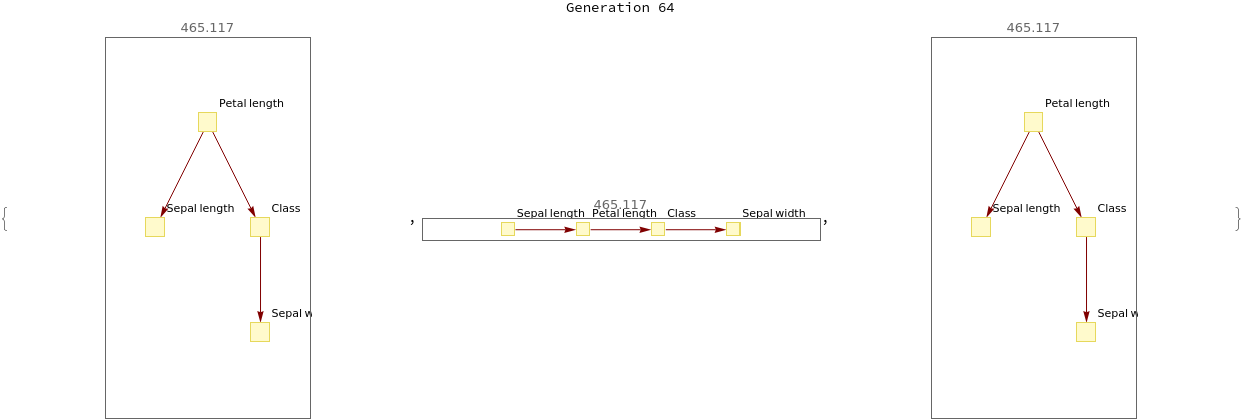 Generation 64
465.117
Petal length
Sepal length
Class
Sepal w
{
,
465.117
Sepal length Petal length Class Sepal width
,
465.117
Petal length
Sepal length
Class
Sepal w
}